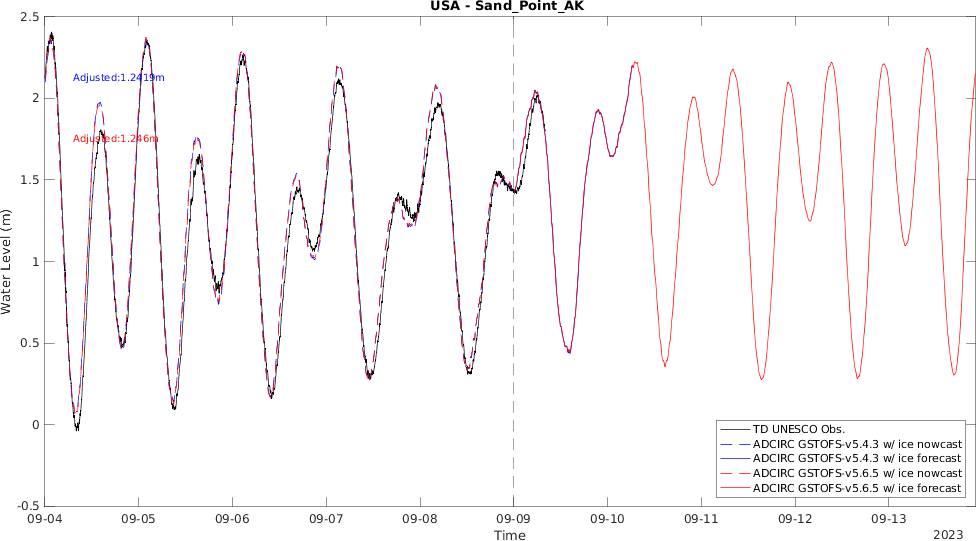 USA - Sand_Point_AK
2.5
2
1.5
1
0.5
0
-0.5
Water Level (m)
Adjusted:1.2419m
Adjusted:1.246m
TD UNESCO Obs.
ADCIRC GSTOFS-v5.4.3 w/ ice nowcast
ADCIRC GSTOFS-v5.4.3 w/ ice forecast
ADCIRC GSTOFS-v5.6.5 w/ ice nowcast
ADCIRC GSTOFS-v5.6.5 w/ ice forecast
09-04 09-05 09-06 09-07 09-08 09-09 09-10 09-11 09-12 09-13
Time
2023